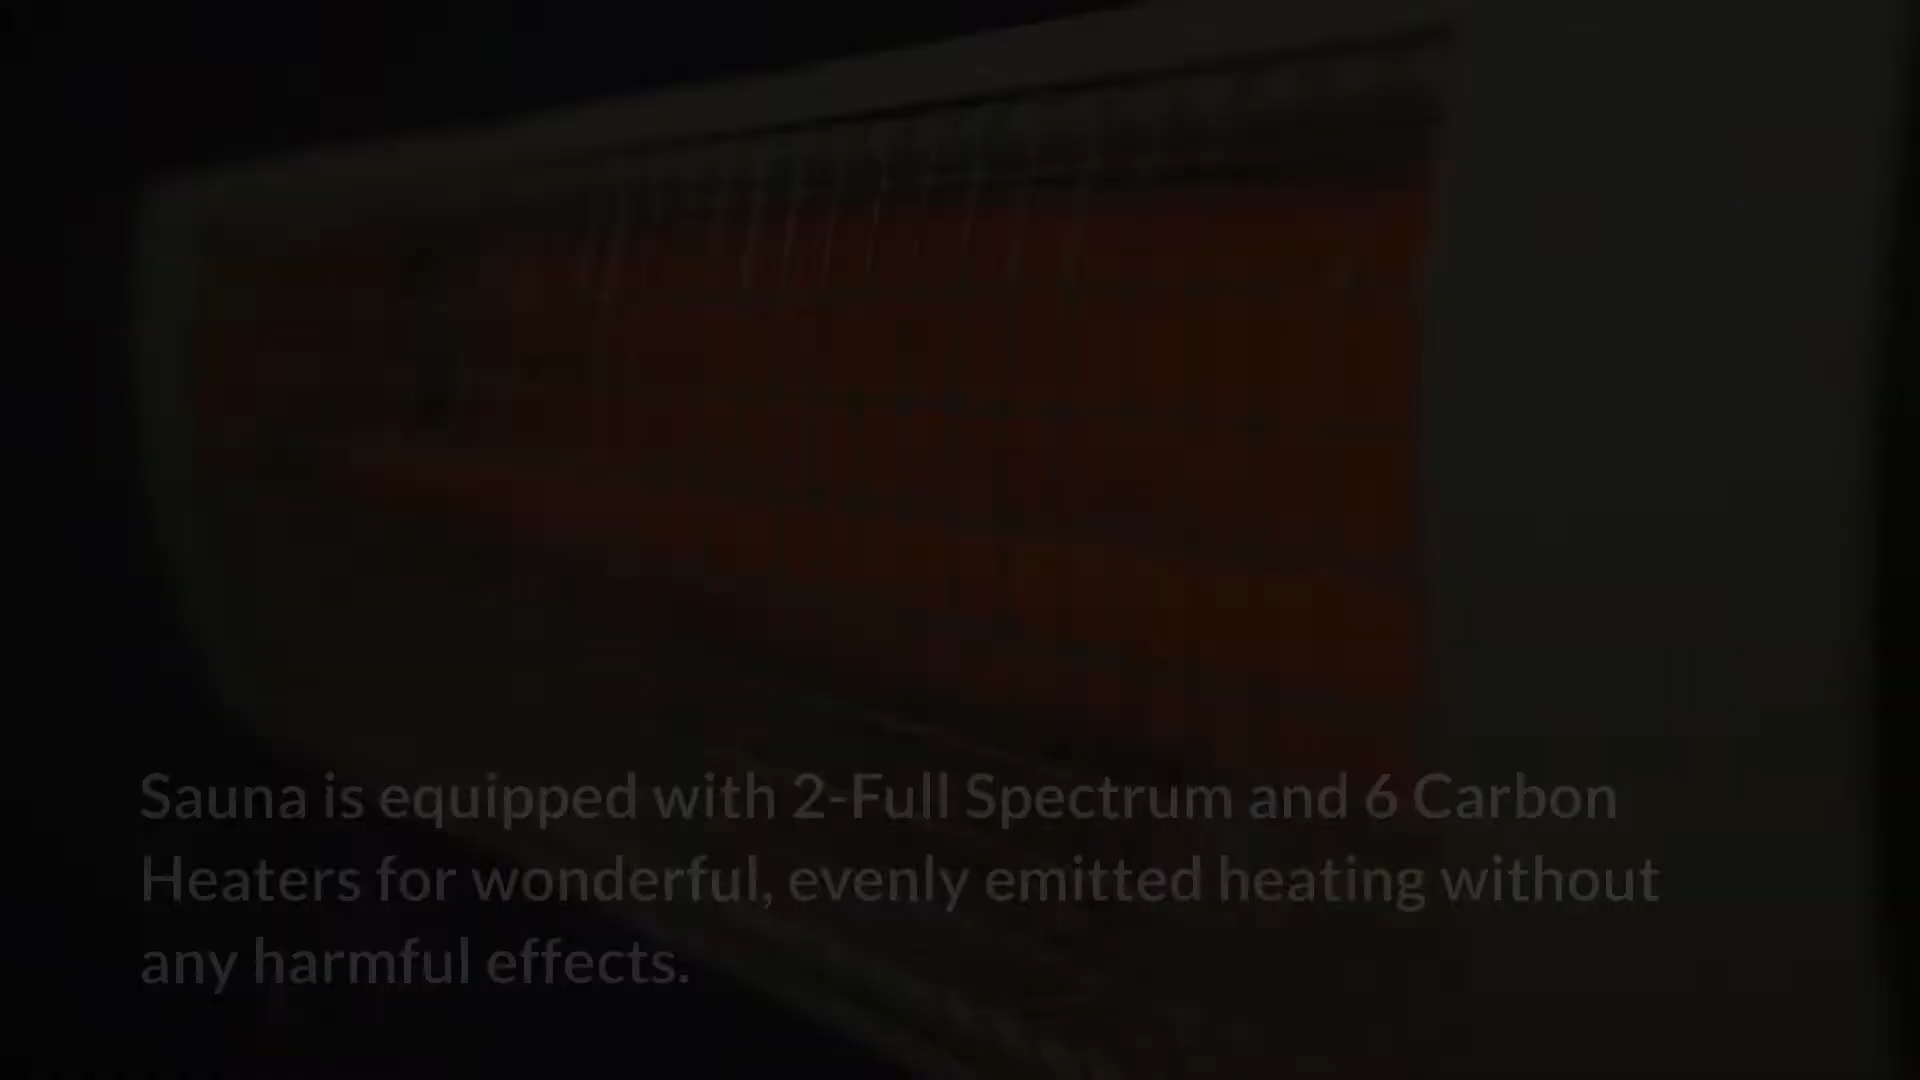 Sauna is equipped with 2-Full Spectrum and 6 Carbon
Heaters for wonderful, evenly emitted heating without
any harmful effects.